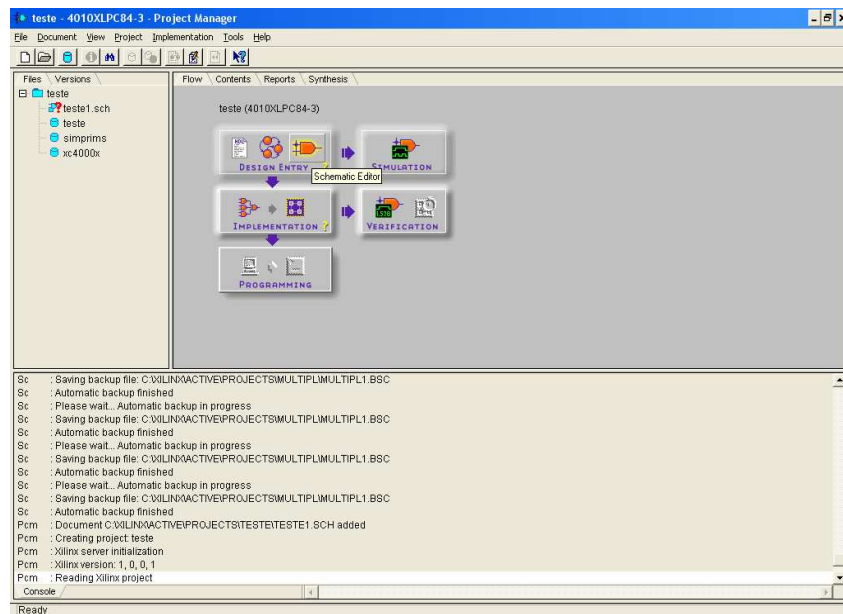 teste - 4010XLPC84-3 - Project Manager
File Document View Project Implementation Tools Help
Files Versions
Flow Contents Reports Synthesis
teste
teste1.sch
teste
simprims
xc4000x
teste (4010XLPC84-3)
DESIGN ENTRY ?
SIMULATION
Schematic Editor
IMPLEMENTATION ?
VERIFICATION
PROGRAMMING
Sc : Saving backup file: C:\XILINX\ACTIVE\PROJECTS\MULTIPL\MULTIPL1.BSC
Sc : Automatic backup finished
Sc : Please wait... Automatic backup in progress
Sc : Saving backup file: C:\XILINX\ACTIVE\PROJECTS\MULTIPL\MULTIPL1.BSC
Sc : Automatic backup finished
Sc : Please wait... Automatic backup in progress
Sc : Saving backup file: C:\XILINX\ACTIVE\PROJECTS\MULTIPL\MULTIPL1.BSC
Sc : Automatic backup finished
Sc : Please wait... Automatic backup in progress
Sc : Saving backup file: C:\XILINX\ACTIVE\PROJECTS\MULTIPL\MULTIPL1.BSC
Sc : Automatic backup finished
Pcm : Document C:\XILINX\ACTIVE\PROJECTS\TESTE\TESTE1.SCH added
Pcm : Creating project: teste
Pcm : Xilinx server initialization
Pcm : Xilinx version: 1, 0, 0, 1
Pcm : Reading Xilinx project
Console
Ready